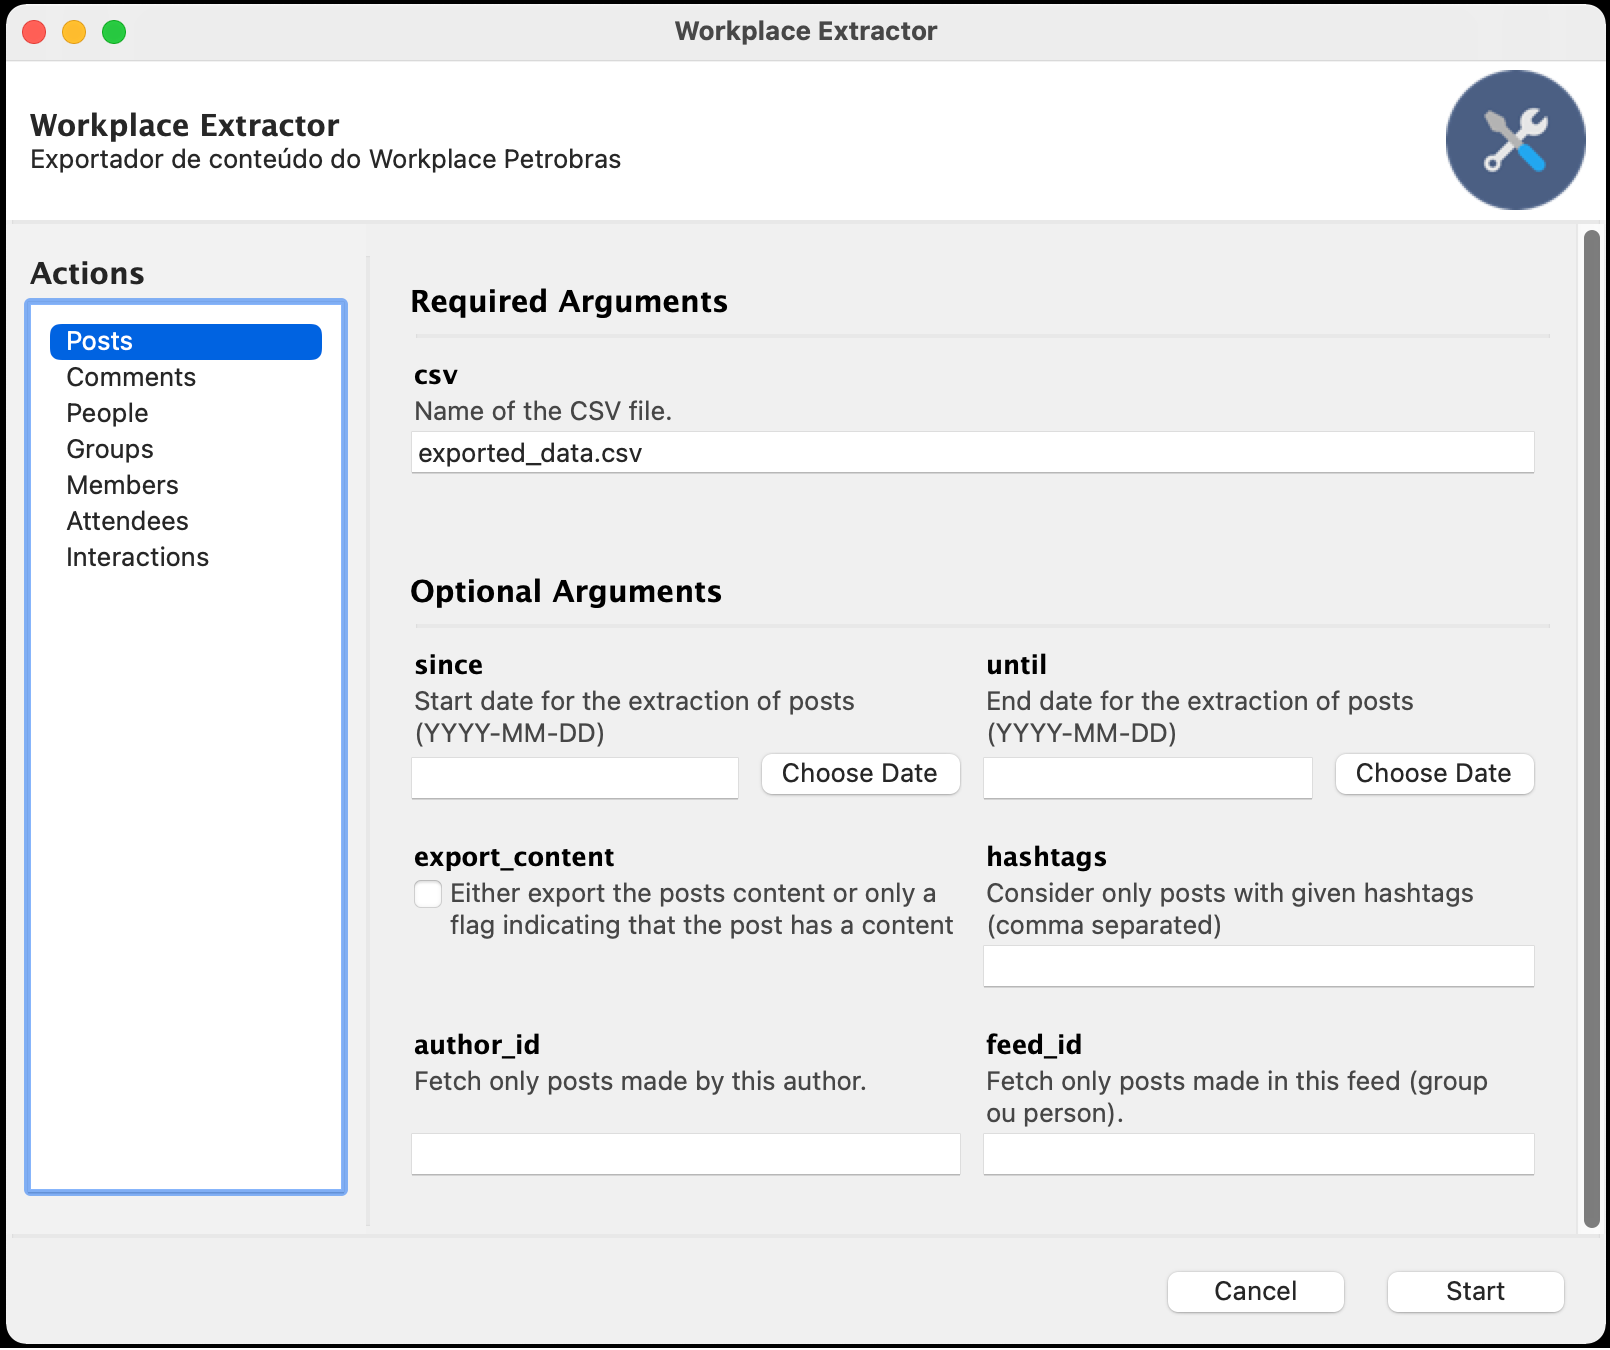 Workplace Extractor
Workplace Extractor
Exportador de conteúdo do Workplace Petrobras
Actions
Posts
Comments
People
Groups
Members
Attendees
Interactions
Required Arguments
csv
Name of the CSV file.
exported_data.csv
Optional Arguments
since
Start date for the extraction of posts
(YYYY-MM-DD)
Choose Date
until
End date for the extraction of posts
(YYYY-MM-DD)
Choose Date
export_content
Either export the posts content or only a
flag indicating that the post has a content
hashtags
Consider only posts with given hashtags
(comma separated)
author_id
Fetch only posts made by this author.
feed_id
Fetch only posts made in this feed (group
ou person).
Cancel
Start